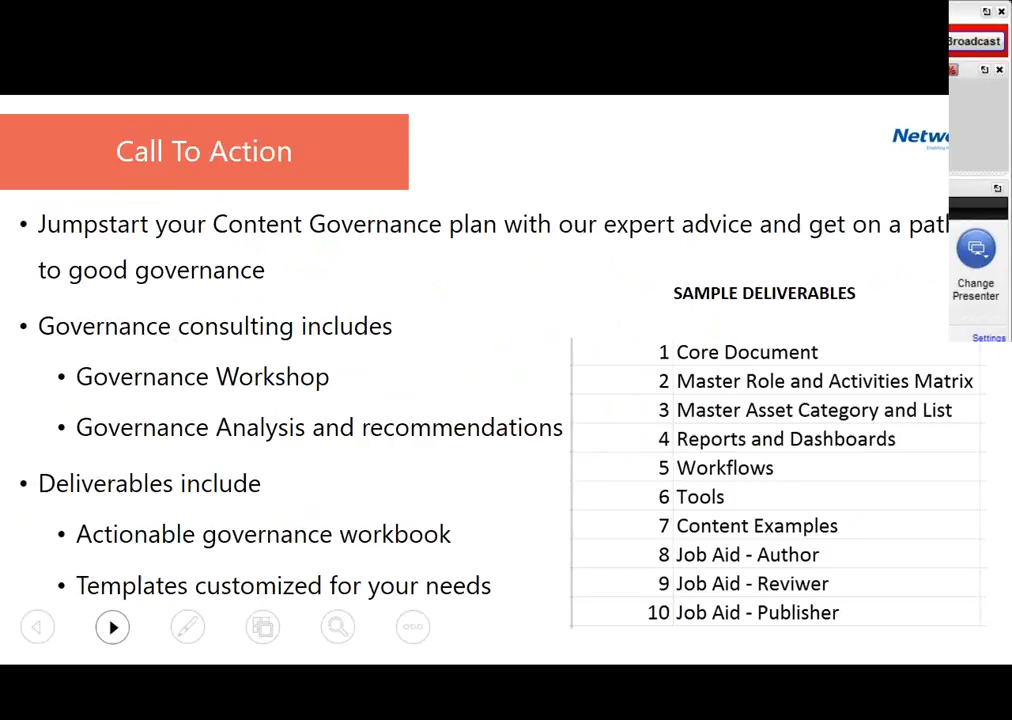 Broadcast
Call To Action
• Jumpstart your Content Governance plan with our expert advice and get on a path
to good governance
• Governance consulting includes
• Governance Workshop
• Governance Analysis and recommendations
• Deliverables include
• Actionable governance workbook
• Templates customized for your needs
SAMPLE DELIVERABLES
1 Core Document
2 Master Role and Activities Matrix
3 Master Asset Category and List
4 Reports and Dashboards
5 Workflows
6 Tools
7 Content Examples
8 Job Aid - Author
9 Job Aid - Reviwer
10 Job Aid - Publisher
Change
Presenter
Settings